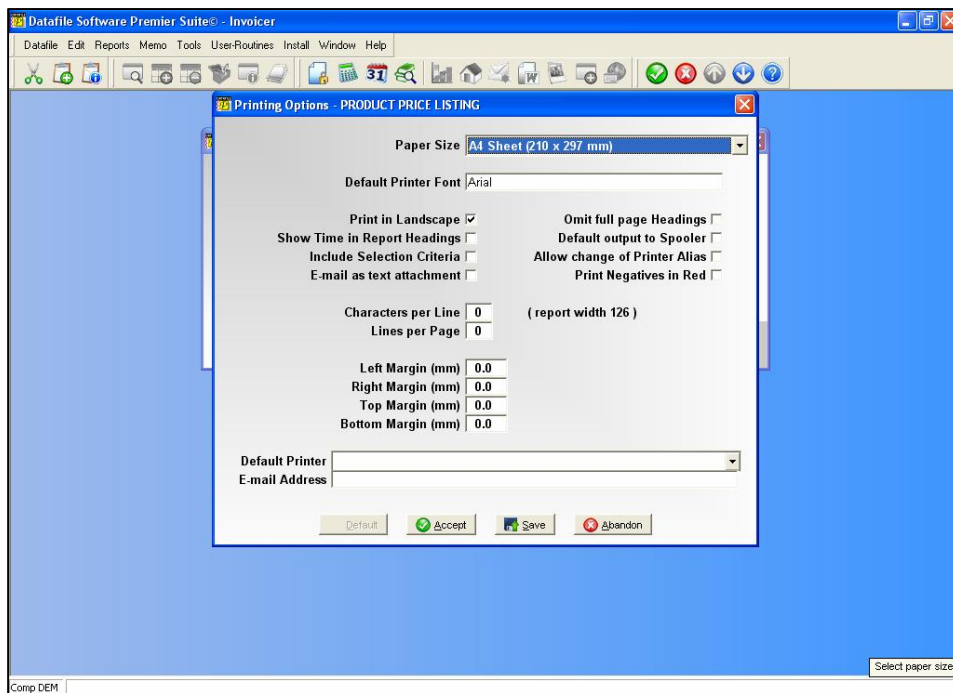 Datafile Software Premier Suite© - Invoicer
Datafile Edit Reports Memo Tools User-Routines Install Window Help
31
Printing Options - PRODUCT PRICE LISTING
Paper Size A4 Sheet (210 x 297 mm)
Default Printer Font Arial
Print in Landscape Omit full page Headings
Show Time in Report Headings Default output to Spooler
Include Selection Criteria Allow change of Printer Alias
E-mail as text attachment Print Negatives in Red
Characters per Line 0 ( report width 126 )
Lines per Page 0
Left Margin (mm) 0.0
Right Margin (mm) 0.0
Top Margin (mm) 0.0
Bottom Margin (mm) 0.0
Default Printer
E-mail Address
Default Accept Save Abandon
Select paper size
Comp DEM